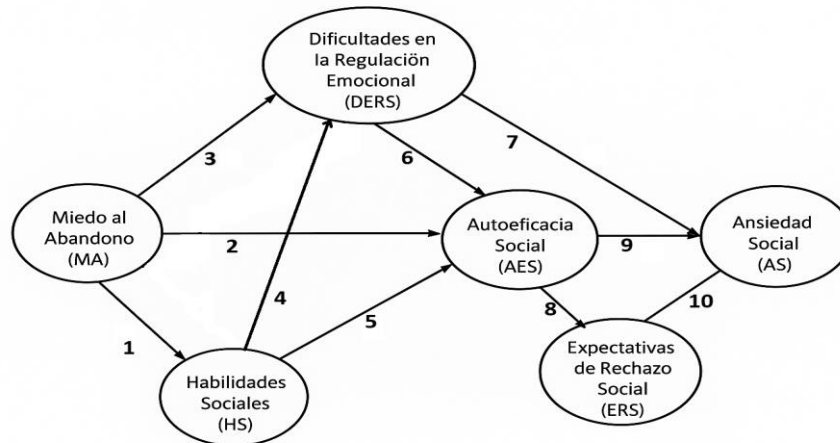 Dificultades en
la Regulación
Emocional
(DERS)
3
6
7
Miedo al
Abandono
(MA)
2
Autoeficacia
Social
(AES)
9
Ansiedad
Social
(AS)
4
5
8
10
1
Habilidades
Sociales
(HS)
Expectativas
de Rechazo
Social
(ERS)